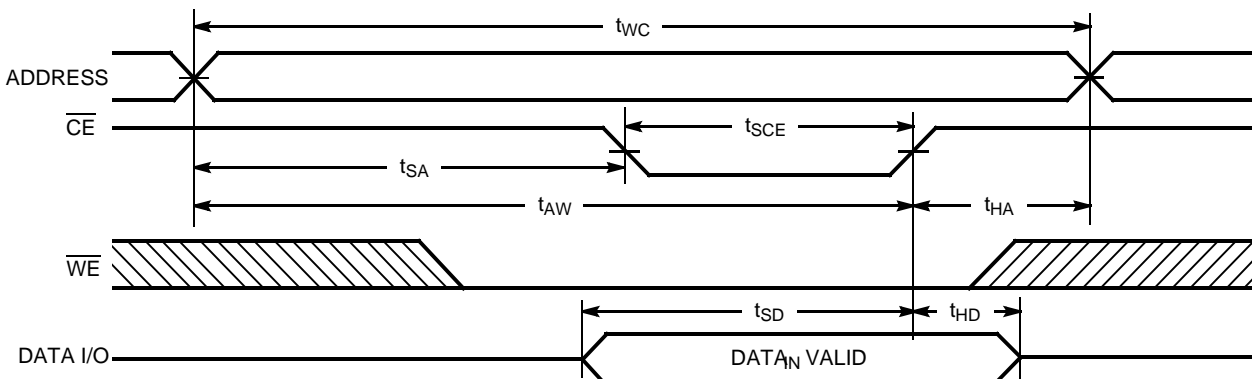 tWC
ADDRESS
CE
tSCE
tSA
tAW
tHA
WE
tSD
tHD
DATA I/O
DATAIN VALID